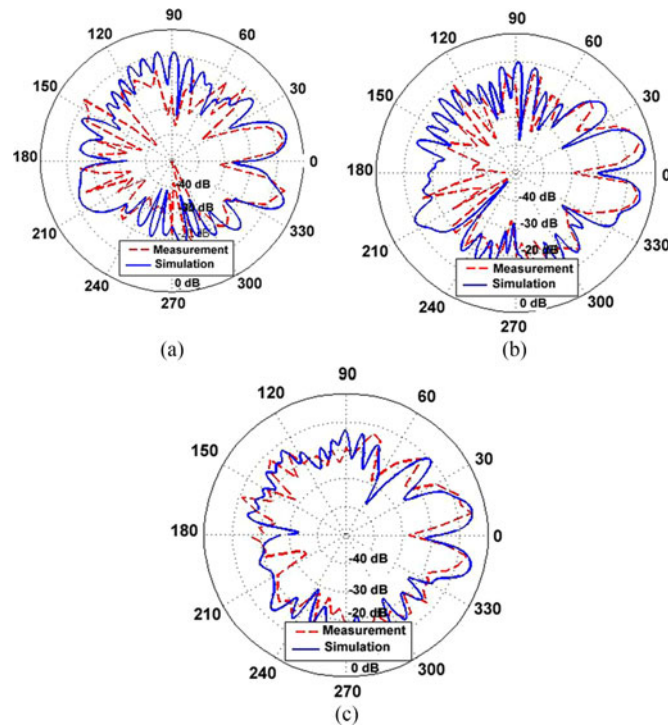 90
120 60
150 30
180 0
-40 dB
210 330
Measurement
Simulation
240 300
0 dB
270
(a)
90
120 60
150 30
180 0
-40 dB
-30 dB
210 330
-20 dB
Measurement
Simulation
240 300
0 dB
270
(b)
90
120 60
150 30
180 0
-40 dB
-30 dB
210 330
-20 dB
Measurement
Simulation
240 300
0 dB
270
(c)